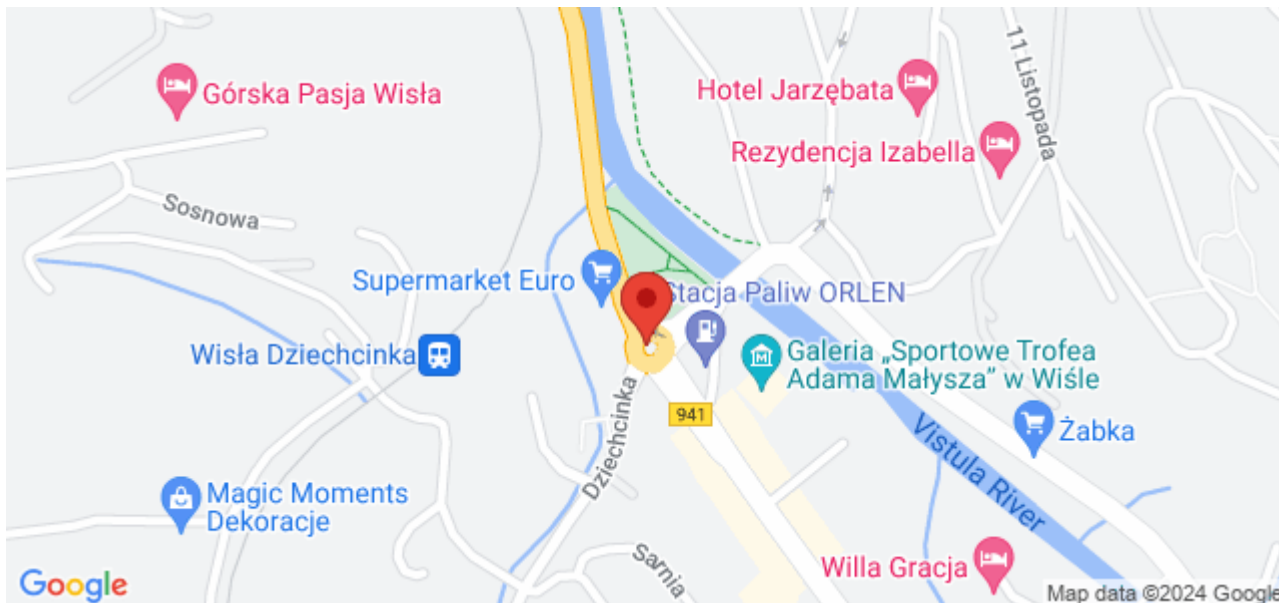 11 Listopada
Hotel Jarzębata
Górska Pasja Wisła
Rezydencja Izabella
Sosnowa
Supermarket Euro
Stacja Paliw ORLEN
Wisła Dziechcinka
Galeria „Sportowe Trofea
Adama Małysza” w Wiśle
Dziechcinka
941
Żabka
Vistula River
Magic Moments
Dekoracje
Sarnia
Willa Gracja
Google
Map data ©2024 Google